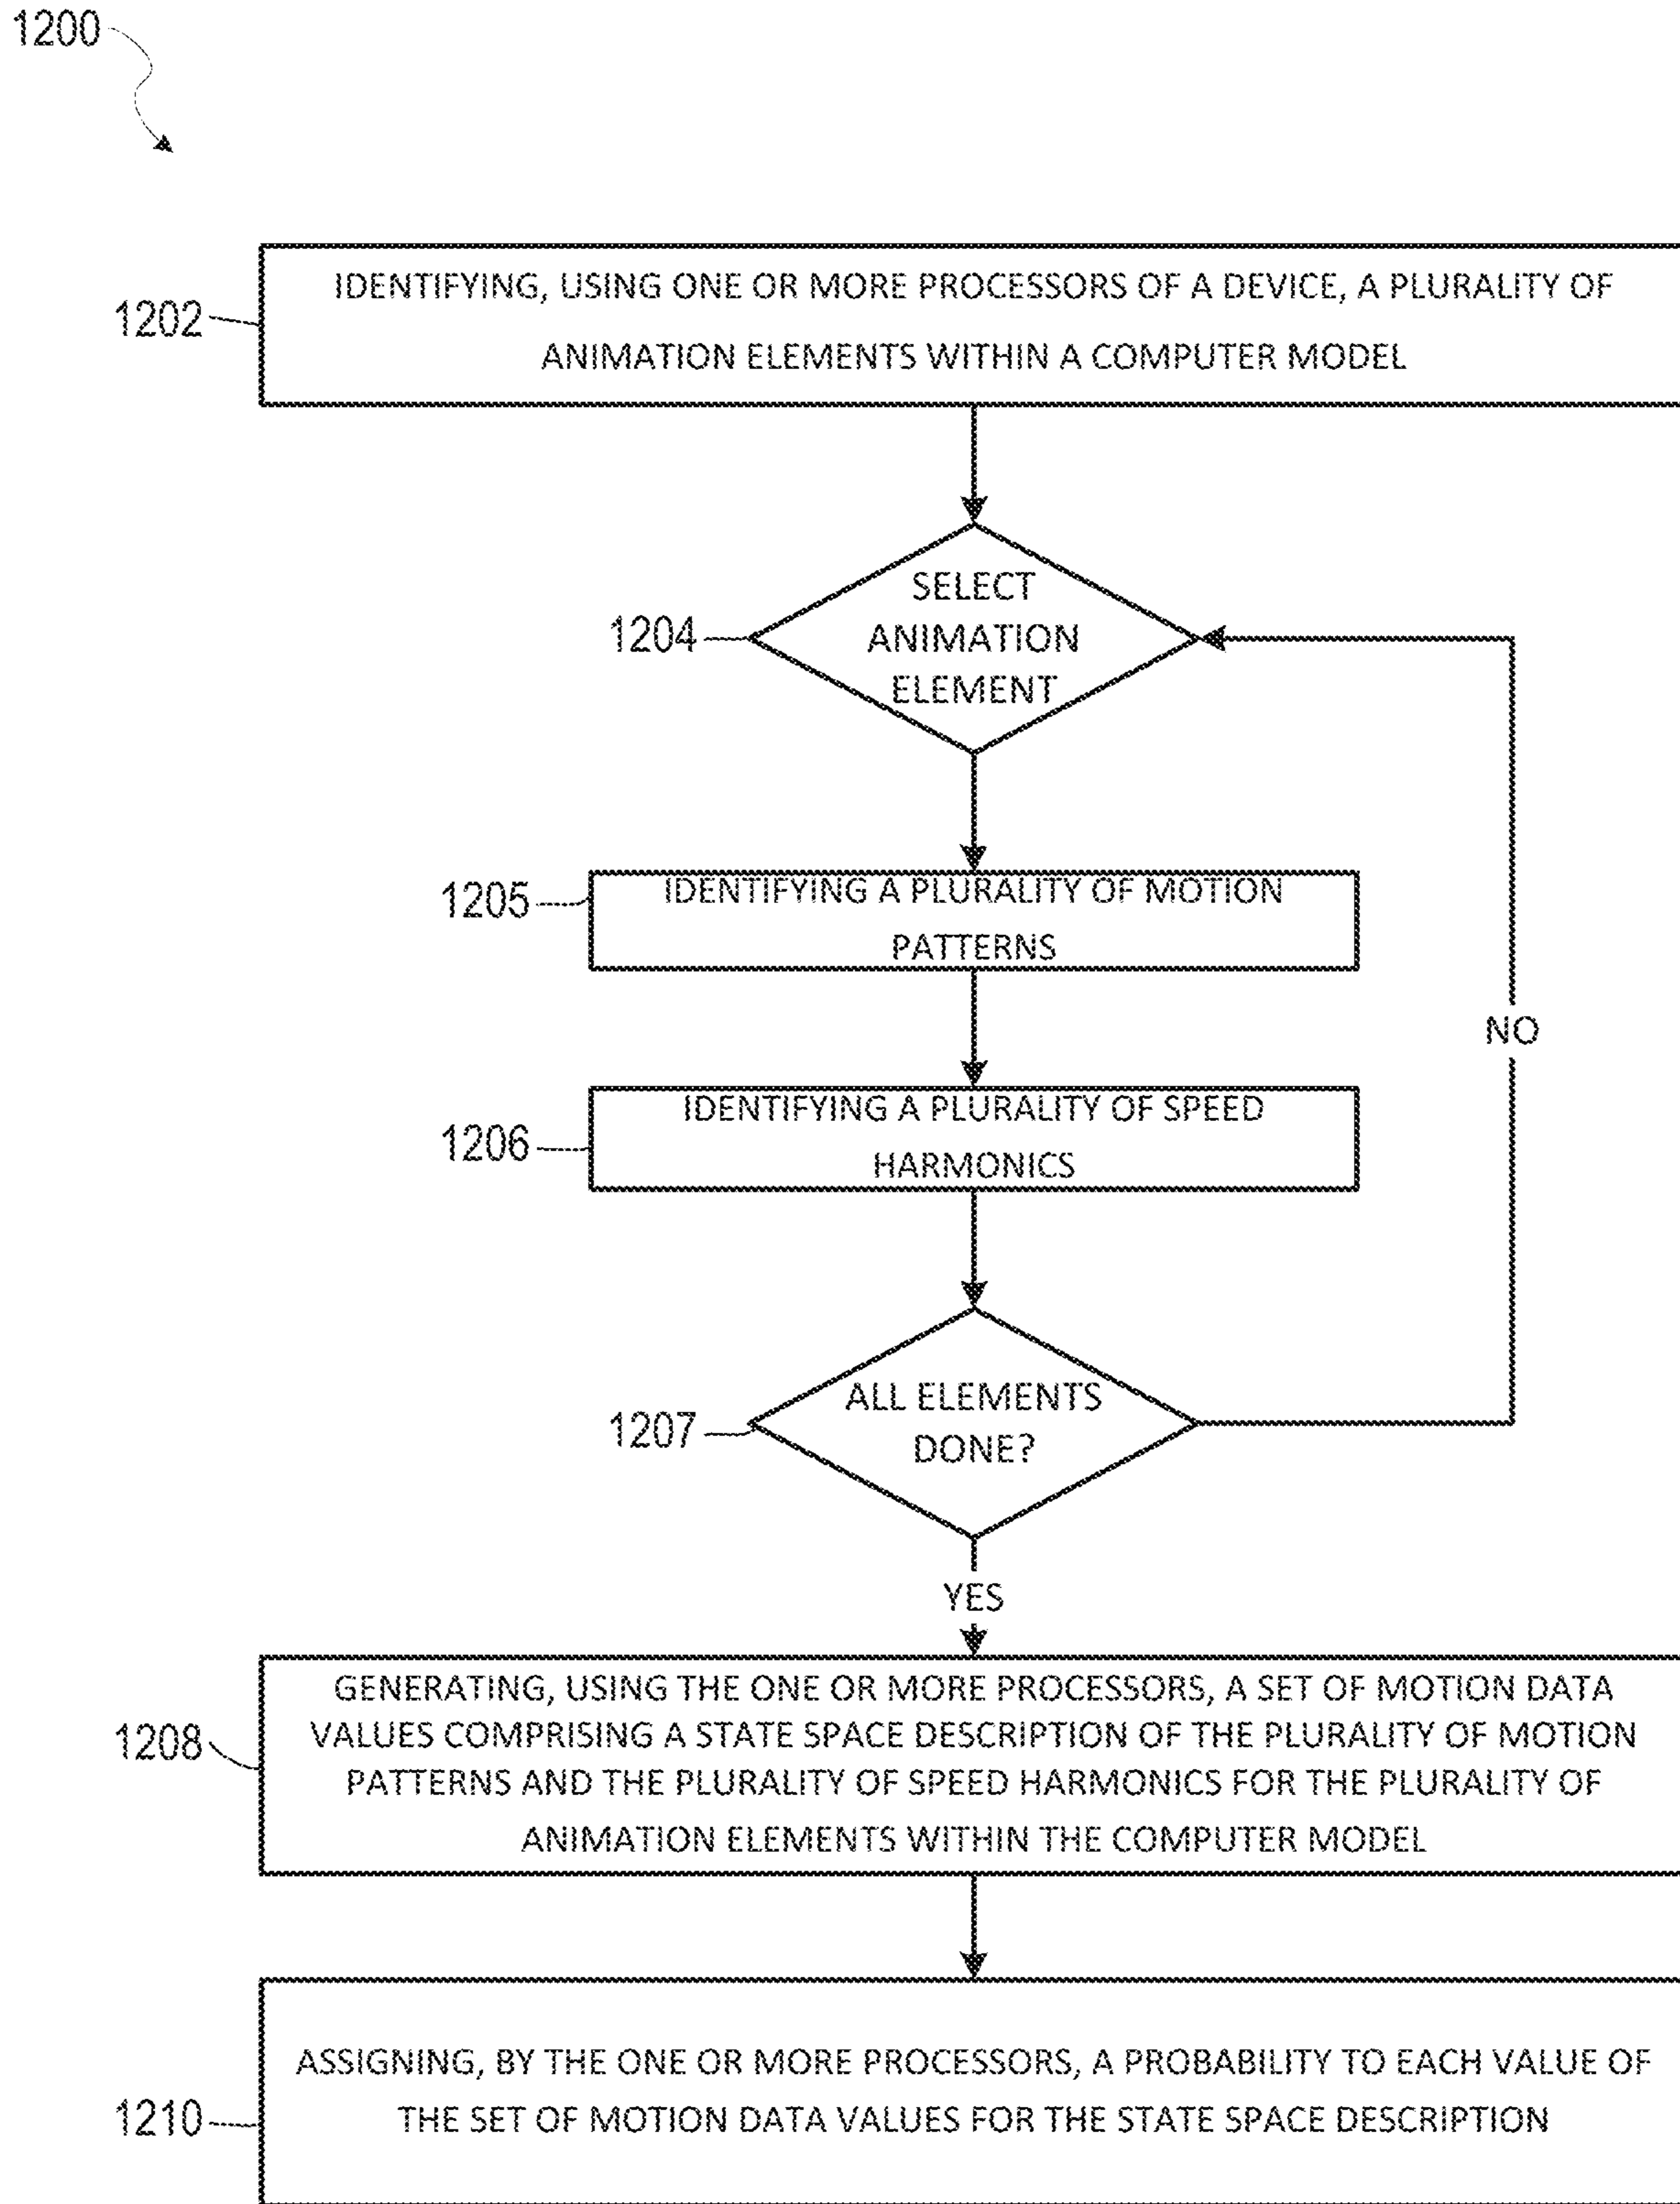 1200
1202
IDENTIFYING, USING ONE OR MORE PROCESSORS OF A DEVICE, A PLURALITY OF
ANIMATION ELEMENTS WITHIN A COMPUTER MODEL
1204
SELECT
ANIMATION
ELEMENT
1205
IDENTIFYING A PLURALITY OF MOTION
PATTERNS
NO
1206
IDENTIFYING A PLURALITY OF SPEED
HARMONICS
1207
ALL ELEMENTS
DONE?
YES
1208
GENERATING, USING THE ONE OR MORE PROCESSORS, A SET OF MOTION DATA
VALUES COMPRISING A STATE SPACE DESCRIPTION OF THE PLURALITY OF MOTION
PATTERNS AND THE PLURALITY OF SPEED HARMONICS FOR THE PLURALITY OF
ANIMATION ELEMENTS WITHIN THE COMPUTER MODEL
1210
ASSIGNING, BY THE ONE OR MORE PROCESSORS, A PROBABILITY TO EACH VALUE OF
THE SET OF MOTION DATA VALUES FOR THE STATE SPACE DESCRIPTION